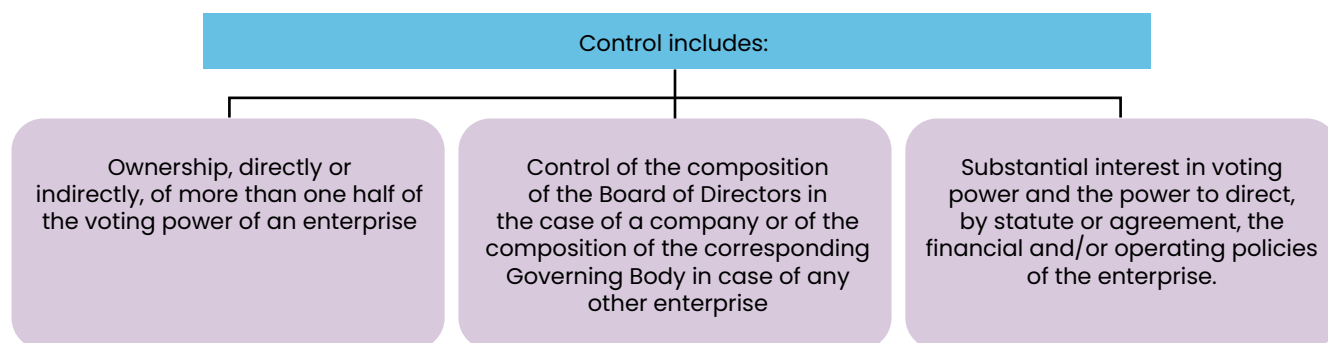 Control includes:
Ownership, directly or
indirectly, of more than one half of
the voting power of an enterprise
Control of the composition
of the Board of Directors in
the case of a company or of the
composition of the corresponding
Governing Body in case of any
other enterprise
Substantial interest in voting
power and the power to direct,
by statute or agreement, the
financial and/or operating policies
of the enterprise.